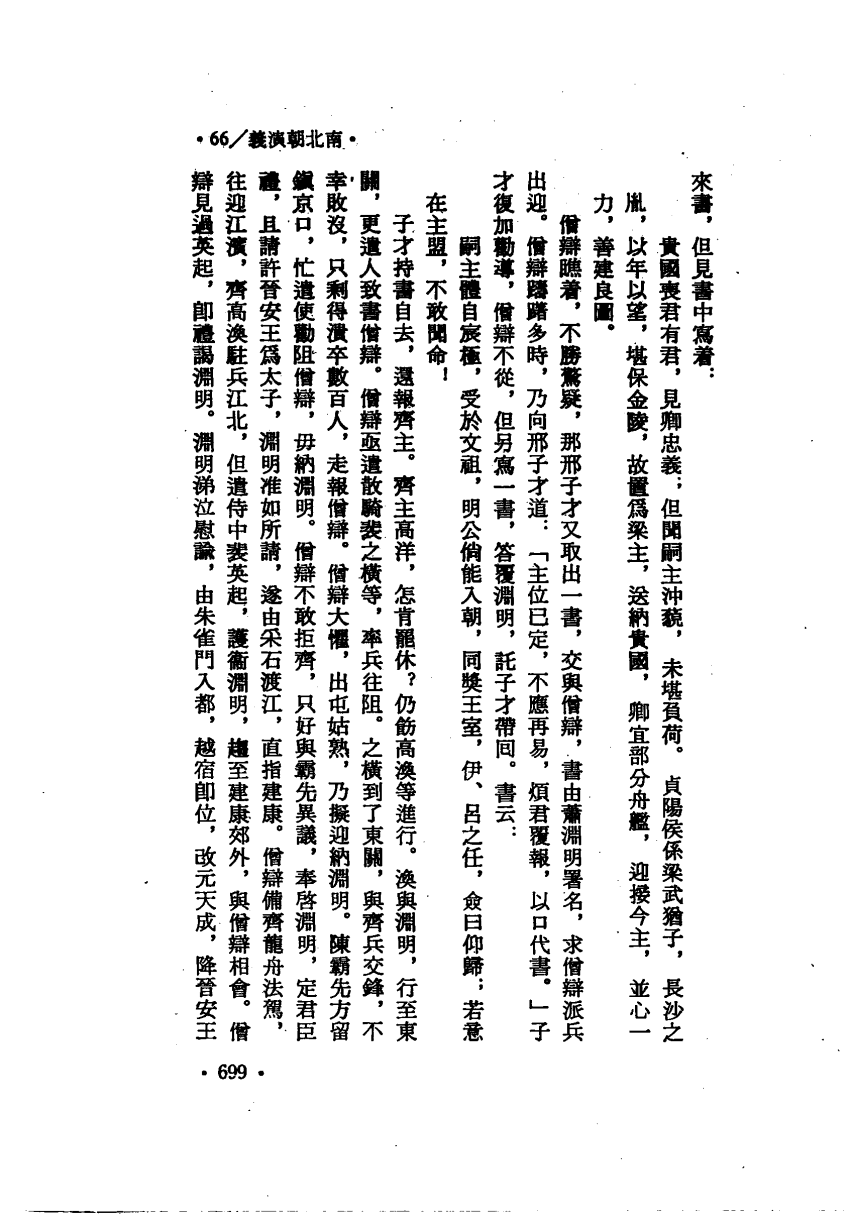 ·南北朝演義/66·
來書，但見書中寫着：
貴國喪君有君，見卿忠義；但聞嗣主沖藐，未堪負荷。貞陽侯係梁武猶子，長沙之
胤，以年以望，堪保金陵，故置爲梁主，送納貴國，卿宜部分舟艦，迎接今主，並心一
力，善建良圖。
僧辯瞧着，不勝驚疑，那邢子才又取出一書，交與僧辯，書由蕭淵明署名，求僧辯派兵
出迎。僧辯躊躇多時，乃向邢子才道：「主位已定，不應再易，煩君覆報，以口代書。」子
才復加勸導，僧辯不從，但另寫一書，答覆淵明，託子才帶回。書云：
嗣主體自宸極，受於文祖，明公倘能入朝，同獎王室，伊、呂之任，僉曰仰歸；若意
在主盟，不敢聞命！
子才持書自去，還報齊主。齊主高洋，怎肯罷休？仍飭高渙等進行。渙與淵明，行至東
關，更遣人致書僧辯。僧辯亟遣散騎裴之橫等，率兵往阻。之橫到了東關，與齊兵交鋒，不
幸敗沒，只剩得潰卒數百人，走報僧辯。僧辯大懼，出屯姑熟，乃擬迎納淵明。陳霸先方留
鎭京口，忙遣使勸阻僧辯，毋納淵明。僧辯不敢拒齊，只好與霸先異議，奉啓淵明，定君臣
禮，且請許晉安王爲太子，淵明准如所請，遂由采石渡江，直指建康。僧辯備齊龍舟法駕，
往迎江濱，齊高渙駐兵江北，但遣侍中裴英起，護衞淵明，趨至建康郊外，與僧辯相會。僧
辯見過英起，卽禮謁淵明。淵明涕泣慰諭，由朱雀門入都，越宿卽位，改元天成，降晉安王
·699·